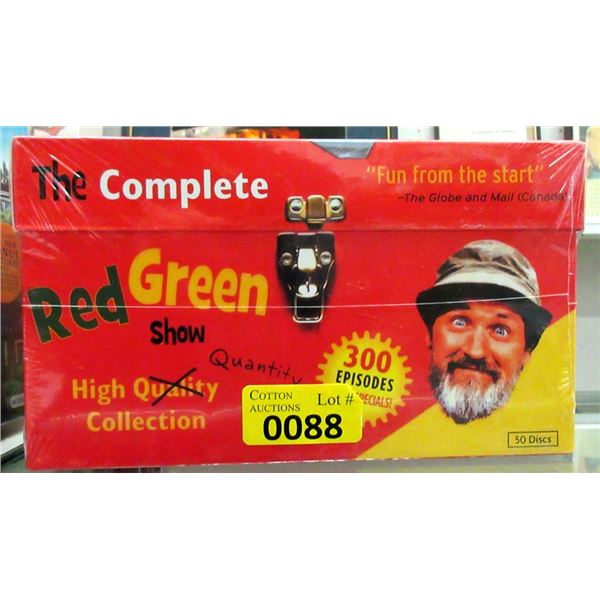 The Complete
"Fun from the start"
–The Globe and Mail (Canada)
Red Green
Show
Quantity
High Quality
Collection
300
EPISODES
SPECIALS!
COTTON
AUCTIONS
Lot #
0088
50 Discs